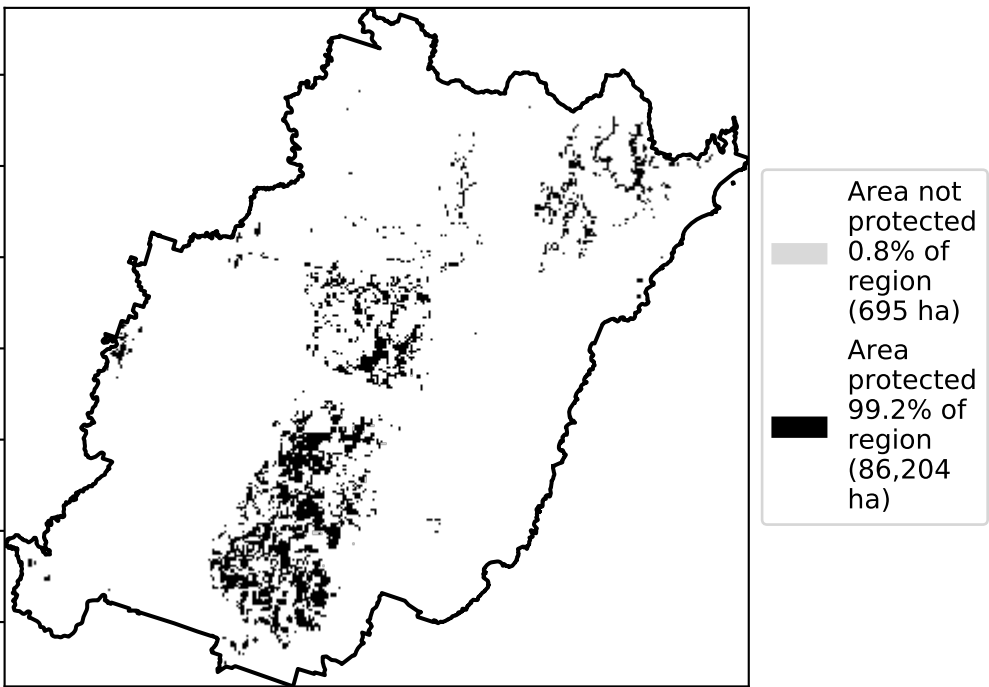 Area not
protected
0.8% of
region
(695 ha)
Area
protected
99.2% of
region
(86,204
ha)